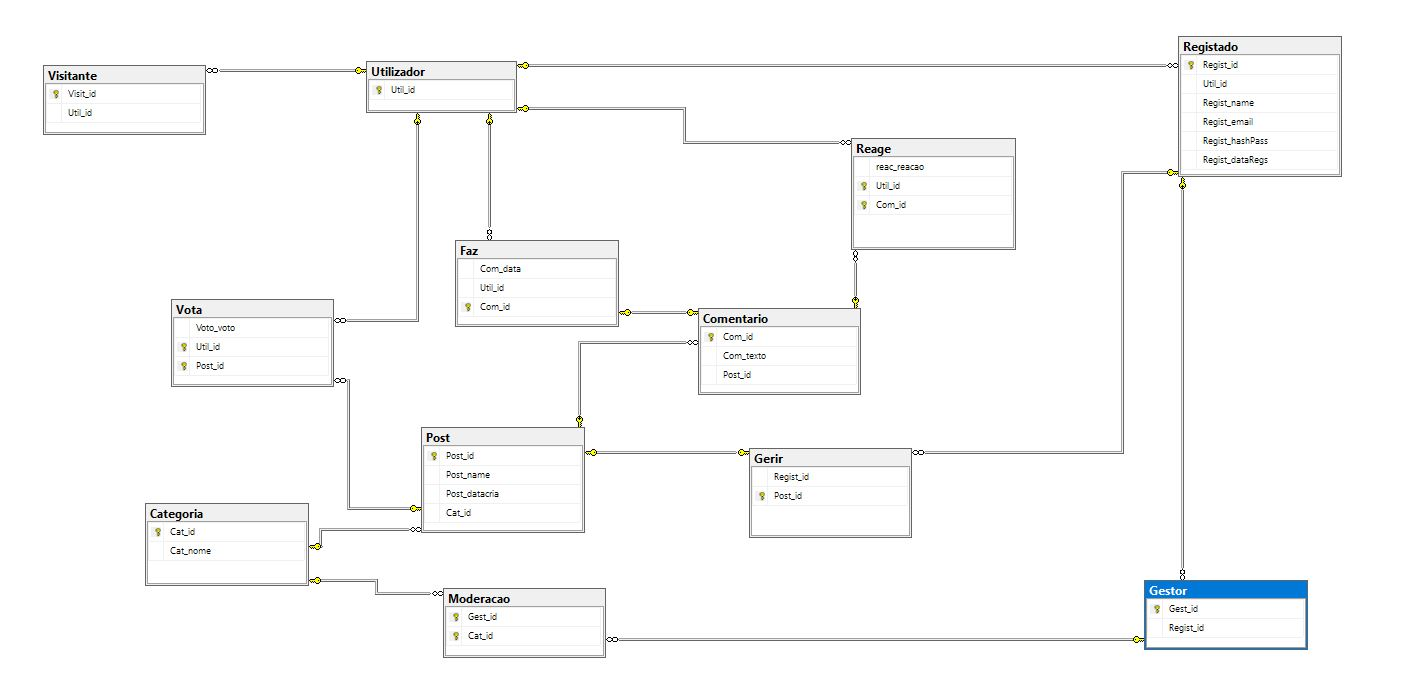 Visitante
Visit_id
Util_id
Utilizador
Util_id
Registado
Regist_id
Util_id
Regist_name
Regist_email
Regist_hashPass
Regist_dataRegs
Reage
reac_reacao
Util_id
Com_id
Faz
Com_data
Util_id
Com_id
Vota
Voto_voto
Util_id
Post_id
Comentario
Com_id
Com_texto
Post_id
Post
Post_id
Post_name
Post_datacria
Cat_id
Gerir
Regist_id
Post_id
Categoria
Cat_id
Cat_nome
Moderacao
Gest_id
Cat_id
Gestor
Gest_id
Regist_id